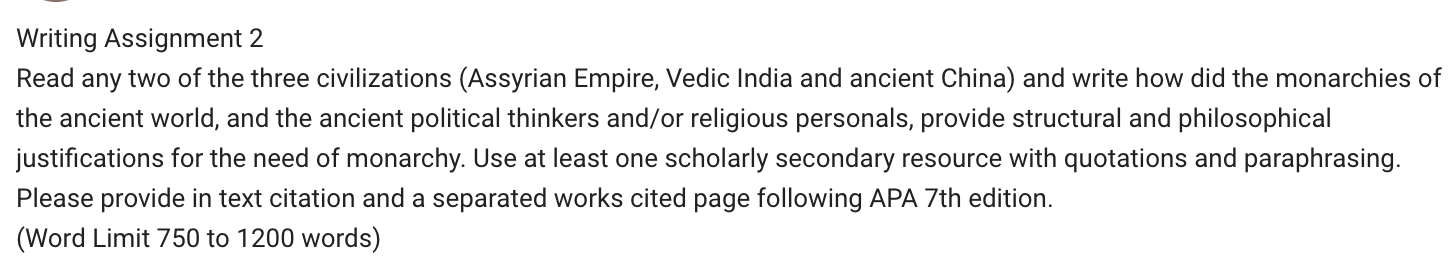 Writing Assignment 2
Read any two of the three civilizations (Assyrian Empire, Vedic India and ancient China) and write how did the monarchies of
the ancient world, and the ancient political thinkers and/or religious personals, provide structural and philosophical
justifications for the need of monarchy. Use at least one scholarly secondary resource with quotations and paraphrasing.
Please provide in text citation and a separated works cited page following APA 7th edition.
(Word Limit 750 to 1200 words)